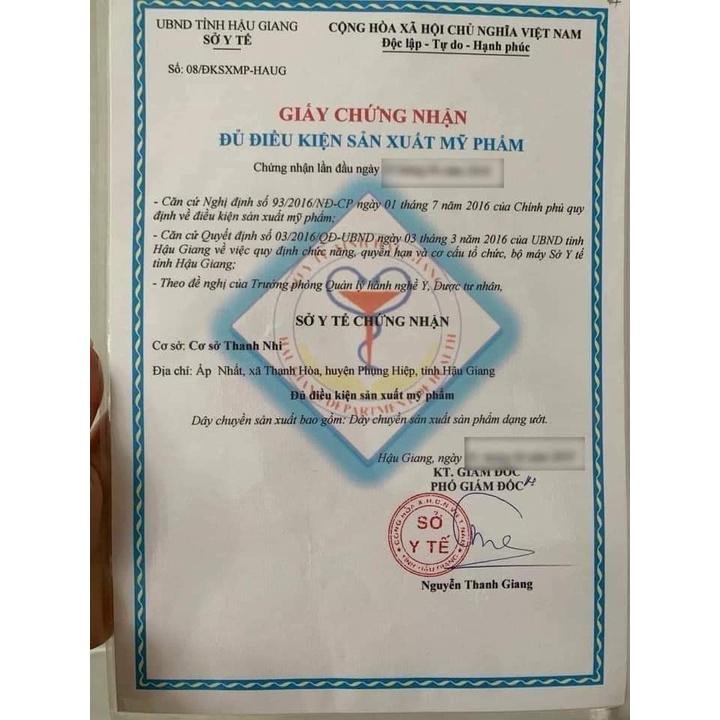 UBND TỈNH HẬU GIANG
SỞ Y TẾ
CỘNG HÒA XÃ HỘI CHỦ NGHĨA VIỆT NAM
Độc lập - Tự do - Hạnh phúc
Số: 08/ĐKSXMP-HAUG
GIẤY CHỨNG NHẬN
ĐỦ ĐIỀU KIỆN SẢN XUẤT MỸ PHẨM
Chứng nhận lần đầu ngày
- Căn cứ Nghị định số 93/2016/NĐ-CP ngày 01 tháng 7 năm 2016 của Chính phủ quy
định về điều kiện sản xuất mỹ phẩm;
- Căn cứ Quyết định số 03/2016/QĐ-UBND ngày 03 tháng 3 năm 2016 của UBND tỉnh
Hậu Giang về việc quy định chức năng, quyền hạn và cơ cấu tổ chức, bộ máy Sở Y tế
tỉnh Hậu Giang;
- Theo đề nghị của Trưởng phòng Quản lý hành nghề Y, Dược tư nhân,
SỞ Y TẾ CHỨNG NHẬN
Cơ sở: Cơ sở Thanh Nhi
Địa chỉ: Ấp Nhất, xã Thạnh Hòa, huyện Phụng Hiệp, tỉnh Hậu Giang
Đủ điều kiện sản xuất mỹ phẩm
Dây chuyền sản xuất bao gồm: Dây chuyền sản xuất sản phẩm dạng ướt.
Hậu Giang, ngày
KT. GIÁM ĐỐC
PHÓ GIÁM ĐỐC
SỞ
Y TẾ
Nguyễn Thanh Giang